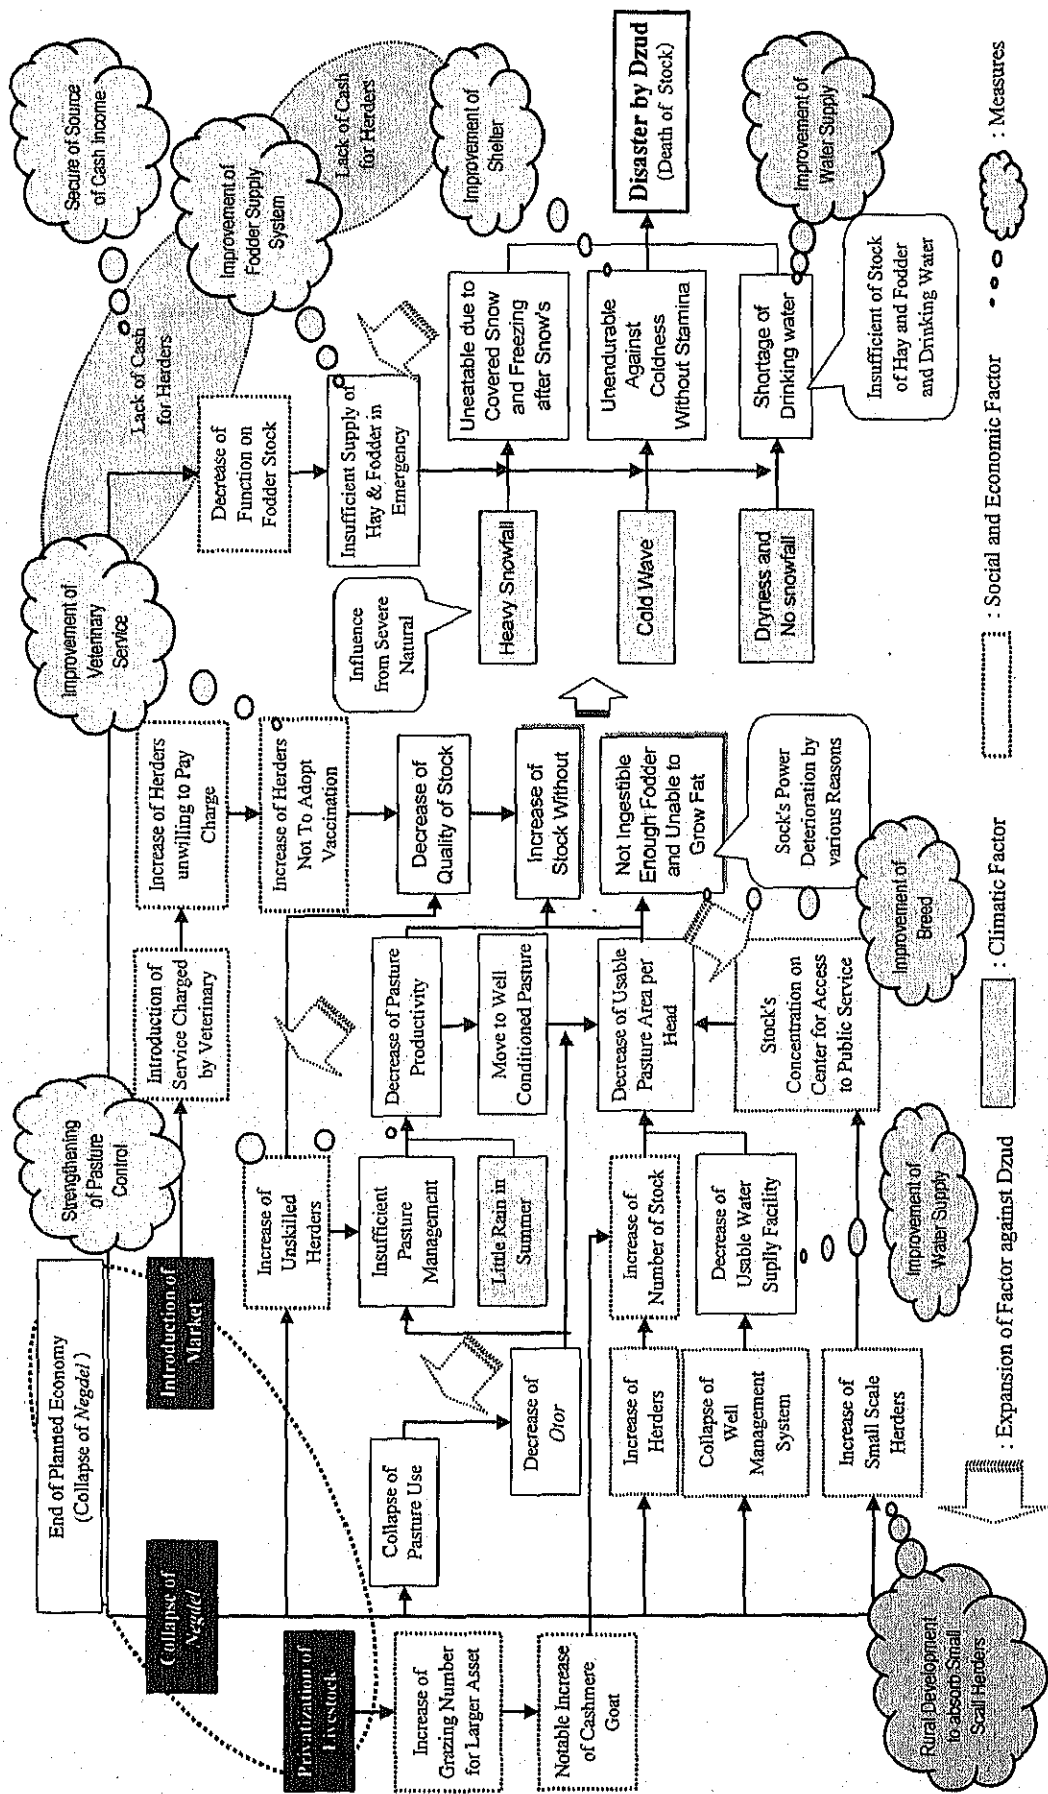 End of Planned Economy
(Collapse of Negdel )
Collapse of
Negdel
Introduction of
Market
Privatization of
Livestock
Increase of
Grazing Number
for Larger Asset
Notable Increase
of Cashmere
Goat
Strengthening
of Pasture
Control
Introduction of
Service Charged
by Veterinary
Increase of Herders
unwilling to Pay
Charge
Increase of Herders
Not To Adopt
Vaccination
Improvement of
Veternnary
Service
Increase of
Unskilled
Herders
Collapse of
Pasture Use
Decrease of
Otor
Insufficient
Pasture
Management
Little Rain in
Summer
Decrease of Pasture
Productivity
Move to Well
Conditioned Pasture
Decrease of
Quality of Stock
Increase of
Stock Without
Not Ingestible
Enough Fodder
and Unable to
Grow Fat
Increase of
Herders
Increase of
Number of Stock
Collapse of
Well
Management
System
Decrease of
Usable Water
Suplly Facility
Decrease of Usable
Pasture Area per
Head
Increase of
Small Scale
Herders
Stock's
Concentration on
Center for Access
to Public Service
Sock's Power
Deterioration by
various Reasons
Rural Development
to absorb Small
Scall Herders
Improvement of
Water Supply
Improvement of
Breed
Secure of Source
of Cash Income
Lack of Cash
for Herders
Improvement of
Fodder Supply
System
Lack of Cash
for Herders
Improvement of
Shelter
Decrease of
Function on
Fodder Stock
Insufficient Supply of
Hay & Fodder in
Emergency
Influence
from Severe
Natural
Heavy Snowfall
Cold Wave
Dryness and
No snowfall
Uneatable due to
Covered Snow
and Freezing
after Snow's
Unendurable
Against
Coldness
Without Stamina
Shortage of
Drinking water
Disaster by Dzud
(Death of Stock)
Improvement of
Water Supply
Insufficient of Stock
of Hay and Fodder
and Drinking Water
: Expansion of Factor against Dzud
: Climatic Factor
: Social and Economic Factor
: Measures